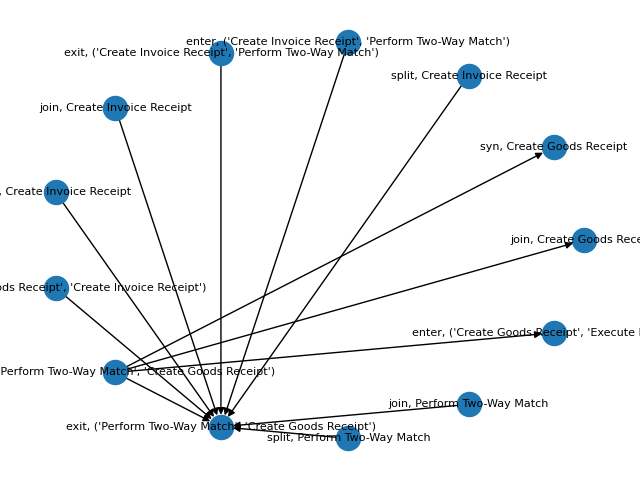 enter, ('Create Invoice Receipt', 'Perform Two-Way Match')
exit, ('Create Invoice Receipt', 'Perform Two-Way Match')
split, Create Invoice Receipt
join, Create Invoice Receipt
syn, Create Goods Receipt
, Create Invoice Receipt
join, Create Goods Rece
ods Receipt', 'Create Invoice Receipt')
enter, ('Create Goods Receipt', 'Execute
Perform Two-Way Match', 'Create Goods Receipt')
join, Perform Two-Way Match
exit, ('Perform Two-Way Match', 'Create Goods Receipt')
split, Perform Two-Way Match